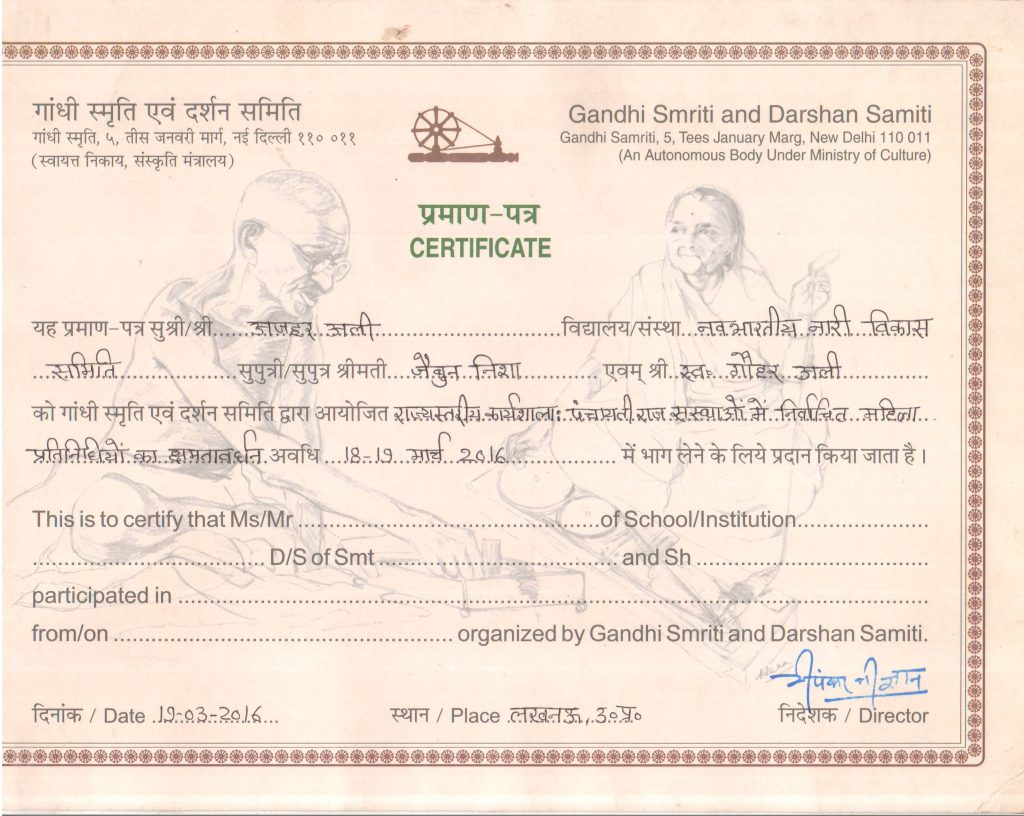 गांधी स्मृति एवं दर्शन समिति
गांधी स्मृति, ५, तीस जनवरी मार्ग, नई दिल्ली ११० ०११
(स्वायत्त निकाय, संस्कृति मंत्रालय)
Gandhi Smriti and Darshan Samiti
Gandhi Samriti, 5, Tees January Marg, New Delhi 110 011
(An Autonomous Body Under Ministry of Culture)
प्रमाण-पत्र
CERTIFICATE
यह प्रमाण-पत्र सुश्री/श्री..... अजहर अली ..............................विद्यालय/संस्था... नवभारतीय नारी विकास
...समिति....................सुपुत्री/सुपुत्र श्रीमती ....जैबुन निशा............... एवम् श्री ..स्वः गौहर अली..............
को गांधी स्मृति एवं दर्शन समिति द्वारा आयोजित राज्यस्तरीय कार्यशाला: पंचायती राज संस्थाओं में निर्वाचित महिला..
प्रतिनिधियों का क्षमतावर्धन अवधि ...18-19 मार्च 2016.................... में भाग लेने के लिये प्रदान किया जाता है।
This is to certify that Ms/Mr ................................................of School/Institution.....................
..................................... D/S of Smt ...................................... and Sh .....................................
participated in ........................................................................................................................
from/on ...................................................... organized by Gandhi Smriti and Darshan Samiti.
दिनांक / Date .19-03-2016...
स्थान / Place ..लखनऊ, उ०प्र०
निदेशक / Director